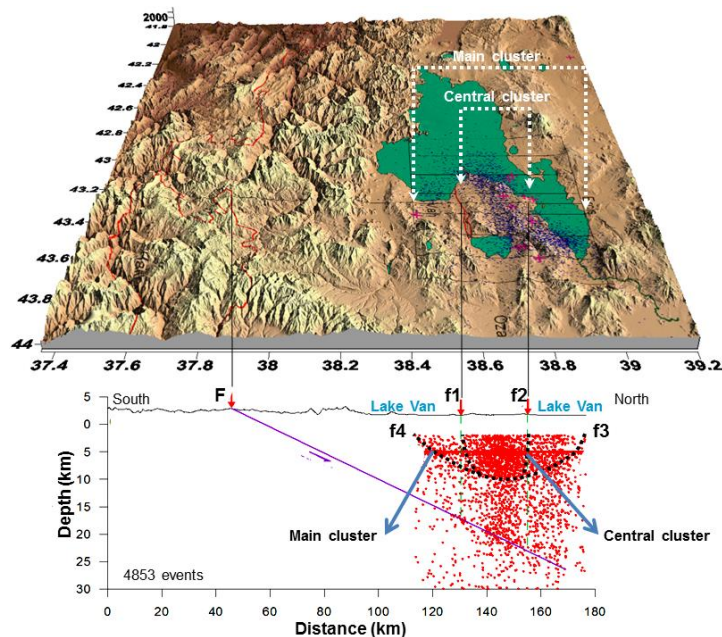 2000
41.8
42
42.2
42.4
42.6
42.8
43
43.2
43.4
43.6
43.8
44
Main cluster
Central cluster
Oza
37.4 37.6 37.8 38 38.2 38.4 38.6 38.8 39 39.2
F f1 f2
South Lake Van Lake Van North
f4 f3
5
0
5
10
15
20
25
30
Depth (km)
Main cluster Central cluster
4853 events
0 20 40 60 80 100 120 140 160 180
Distance (km)